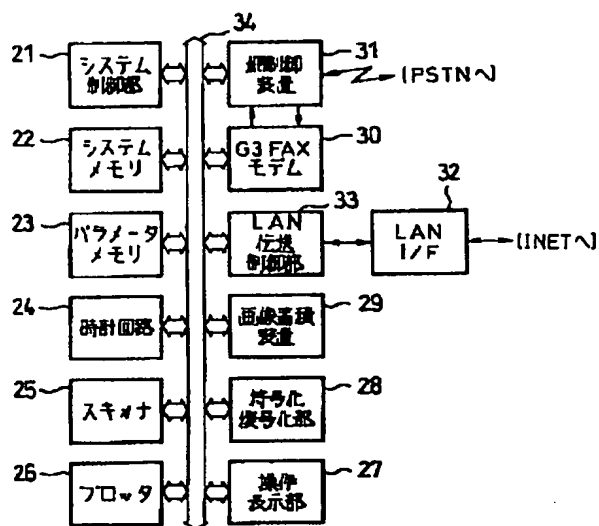 34
21
システム
制御部
31
網制御
装置
(PSTNへ)
22
システム
メモリ
30
G3 FAX
モデム
23
パラメータ
メモリ
33
LAN
伝送
制御部
32
LAN
I/F
(INETへ)
24
時計回路
29
画像蓄積
装置
25
スキャナ
28
符号化
復号化部
26
プロッタ
27
操作
表示部